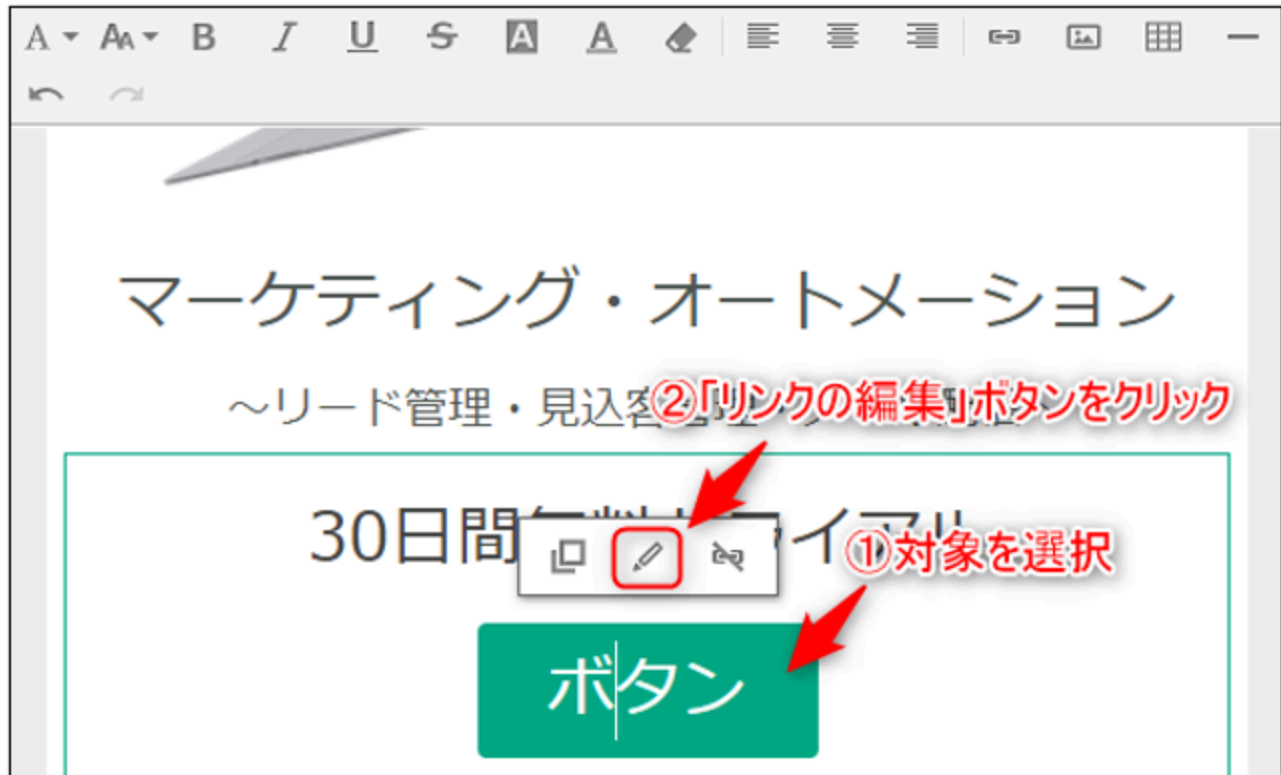 マーケティング・オートメーション
～リード管理・見込客
②「リンクの編集」ボタンをクリック
30日間
①対象を選択
ボタン